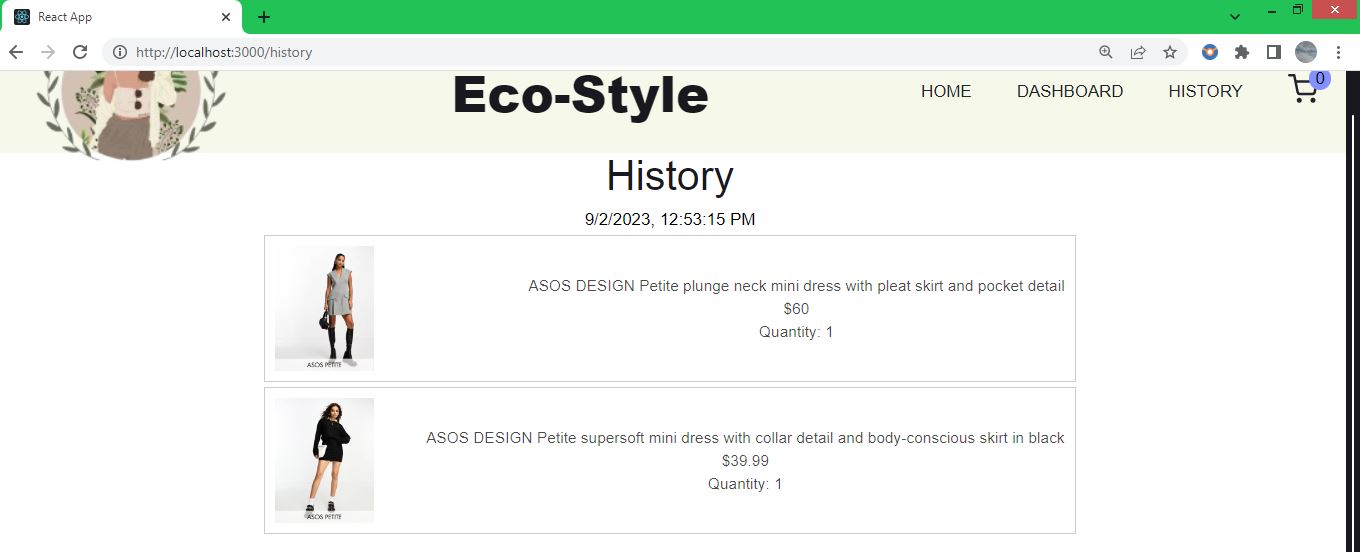 React App
http://localhost:3000/history
Eco-Style
HOME
DASHBOARD
HISTORY
0
History
9/2/2023, 12:53:15 PM
ASOS DESIGN Petite plunge neck mini dress with pleat skirt and pocket detail
$60
Quantity: 1
ASOS PETITE
ASOS DESIGN Petite supersoft mini dress with collar detail and body-conscious skirt in black
$39.99
Quantity: 1
ASOS PETITE